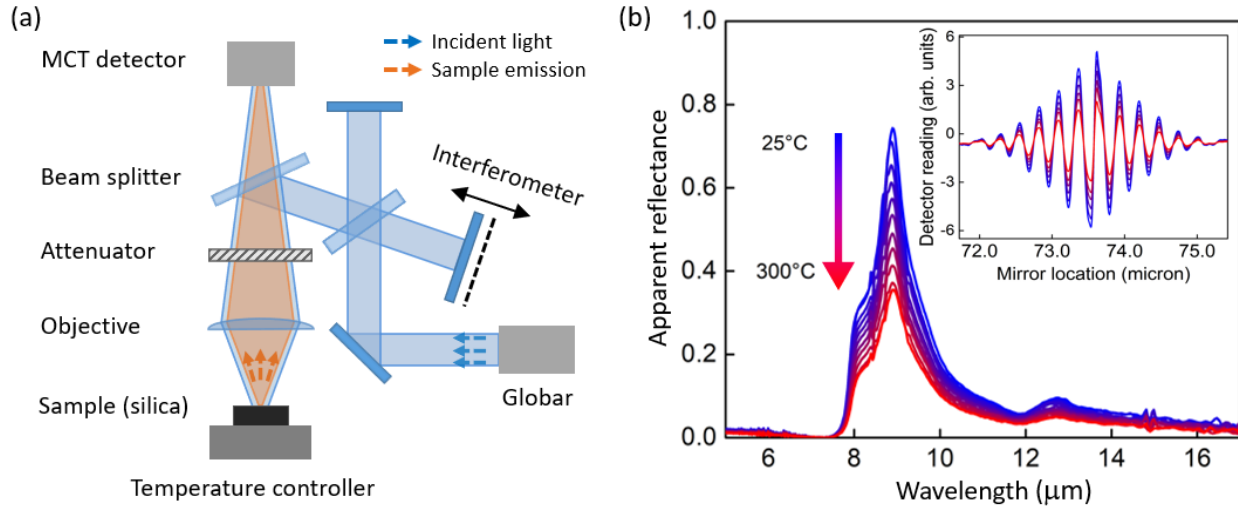 (a)
MCT detector
Incident light
Sample emission
Beam splitter
Interferometer
Attenuator
Objective
Sample (silica)
Globar
Temperature controller
(b)
Apparent reflectance
1.0
0.8
0.6
0.4
0.2
0.0
25°C
300°C
6
8
10
12
14
16
Wavelength (μm)
Detector reading (arb. units)
6
3
0
-3
-6
72.0
73.0
74.0
75.0
Mirror location (micron)